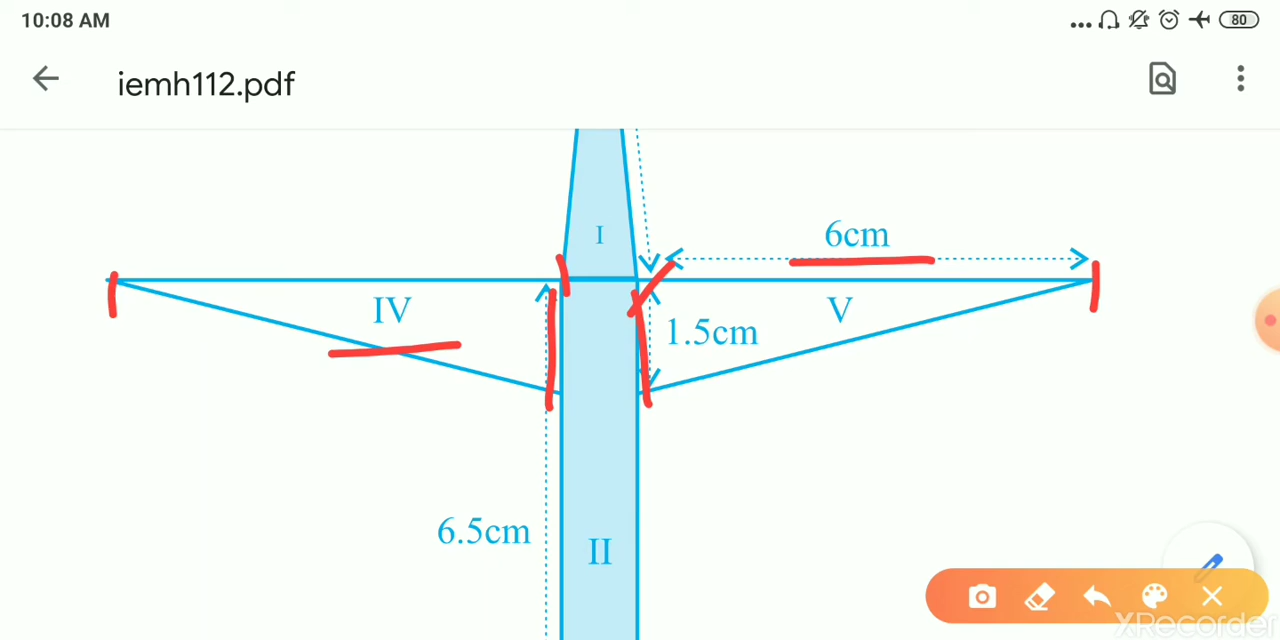 10:08 AM
80
iemh112.pdf
I
6cm
IV
V
1.5cm
6.5cm
II
XRecorder